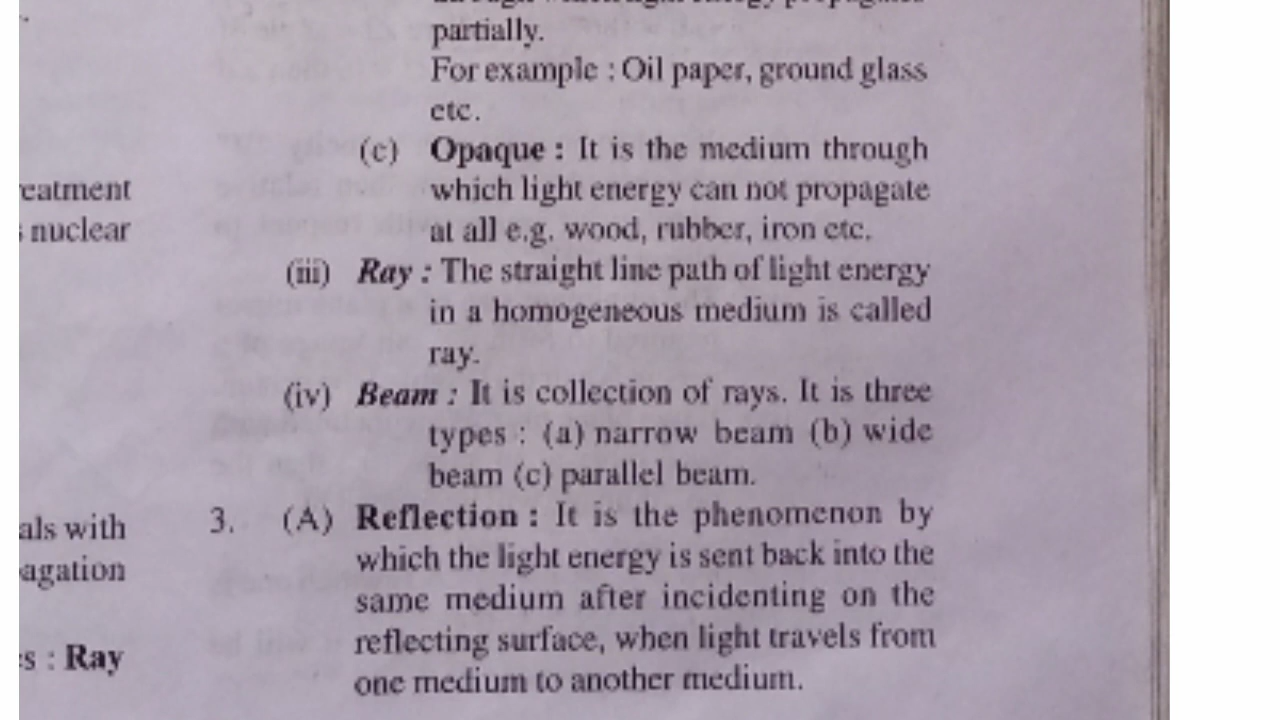 partially.
For example : Oil paper, ground glass
etc.
(c) Opaque : It is the medium through
which light energy can not propagate
at all e.g. wood, rubber, iron etc.
(iii) Ray : The straight line path of light energy
in a homogeneous medium is called
ray.
(iv) Beam : It is collection of rays. It is three
types : (a) narrow beam (b) wide
beam (c) parallel beam.
3. (A) Reflection : It is the phenomenon by
which the light energy is sent back into the
same medium after incidenting on the
reflecting surface, when light travels from
one medium to another medium.
eatment
nuclear
als with
agation
s : Ray